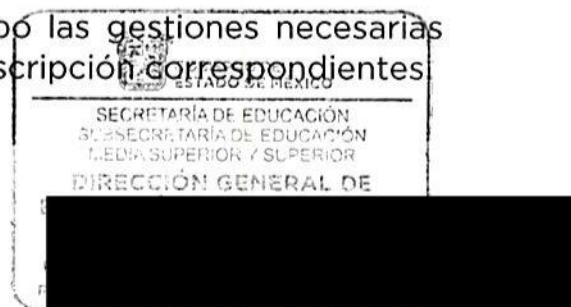 las gestiones necesarias
scripción correspondientes
ESTADO DE MÉXICO
SECRETARÍA DE EDUCACIÓN
SUBSECRETARÍA DE EDUCACIÓN
MEDIA SUPERIOR Y SUPERIOR
DIRECCIÓN GENERAL DE